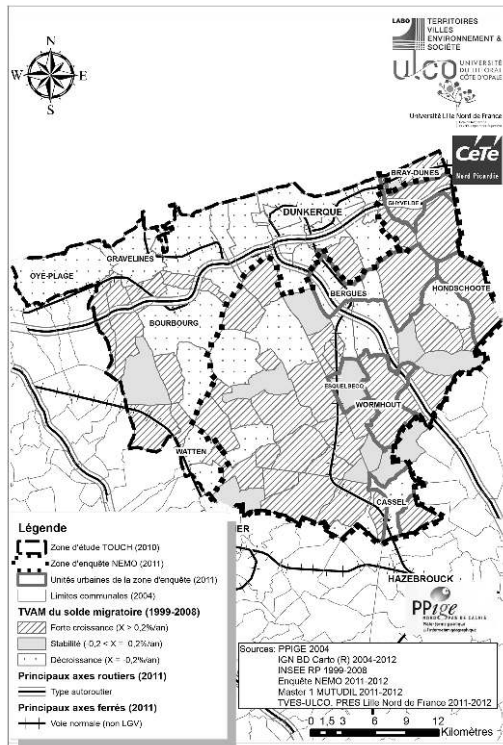 N
W E
S
LABO TERRITOIRES
VILLES
ENVIRONNEMENT &
SOCIÉTÉ
ulco UNIVERSITÉ
DU LITTORAL
CÔTE D'OPALE
Université Lille Nord de France
CETE
Nord Picardie
BRAY-DUNES
GHYVELDE
DUNKERQUE
GRAVELINES
OYE-PLAGE
HONDSCHOOTE
BERGUES
BOURBOURG
ESQUELBECQ
WORMHOUT
WATTEN
CASSEL
ER
HAZEBROUCK
Légende
Zone d'étude TOUCH (2010)
Zone d'enquête NEMO (2011)
Unités urbaines de la zone d'enquête (2011)
Limites communales (2004)
TVAM du solde migratoire (1999-2008)
Forte croissance (X > 0,2%/an)
Stabilité (-0,2 < X = 0,2%/an)
Décroissance (X = -0,2%/an)
Principaux axes routiers (2011)
Type autoroutier
Principaux axes ferrés (2011)
Voie normale (non LGV)
PPige
Sources: PPIGE 2004
IGN BD Carto (R) 2004-2012
INSEE RP 1999-2008
Enquête NEMO 2011-2012
Master 1 MUTUDIL 2011-2012
TVES-ULCO, PRES Lille Nord de France 2011-2012
0 1,5 3 6 9 12
Kilomètres